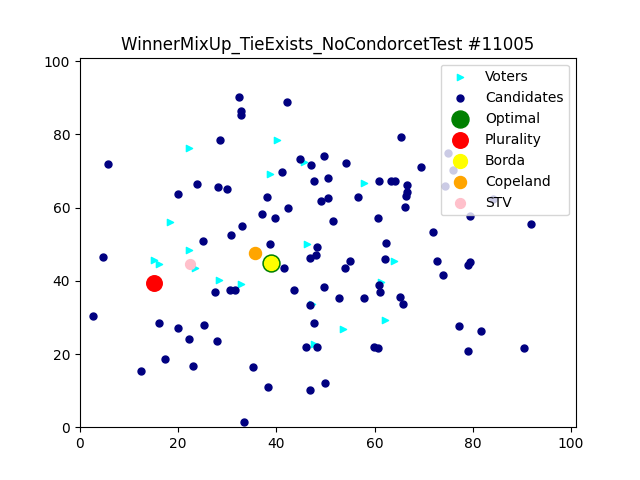 WinnerMixUp_TieExists_NoCondorcetTest #11005
100
80
60
40
20
0
0 20 40 60 80 100
Voters
Candidates
Optimal
Plurality
Borda
Copeland
STV